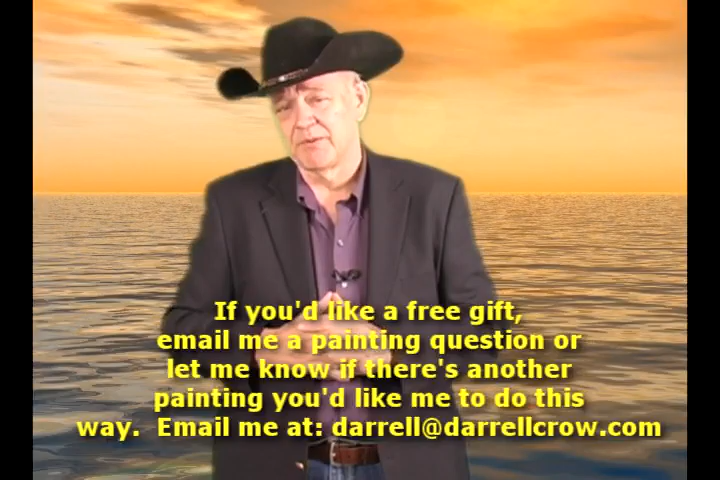 If you'd like a free gift,
email me a painting question or
let me know if there's another
painting you'd like me to do this
way.  Email me at: darrell@darrellcrow.com